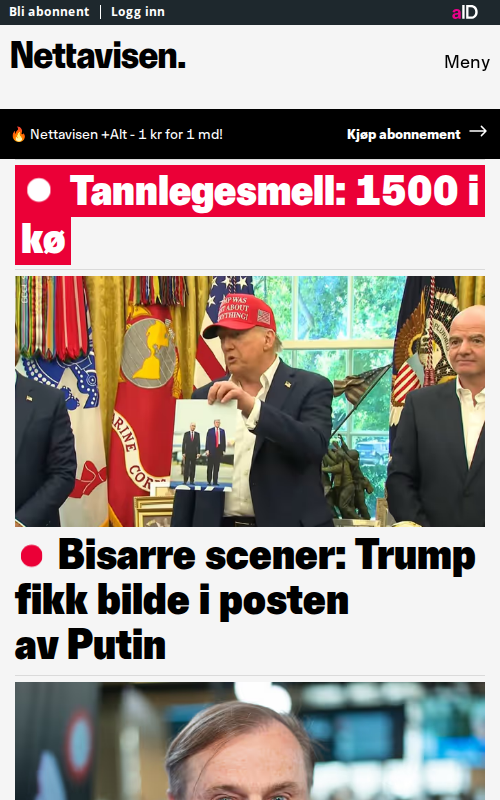 Bli abonnent
Logg inn
aID
Nettavisen.
Meny
🔥 Nettavisen +Alt - 1 kr for 1 md!
Kjøp abonnement →
Tannlegesmell: 1500 i
kø
Bisarre scener: Trump
fikk bilde i posten
av Putin